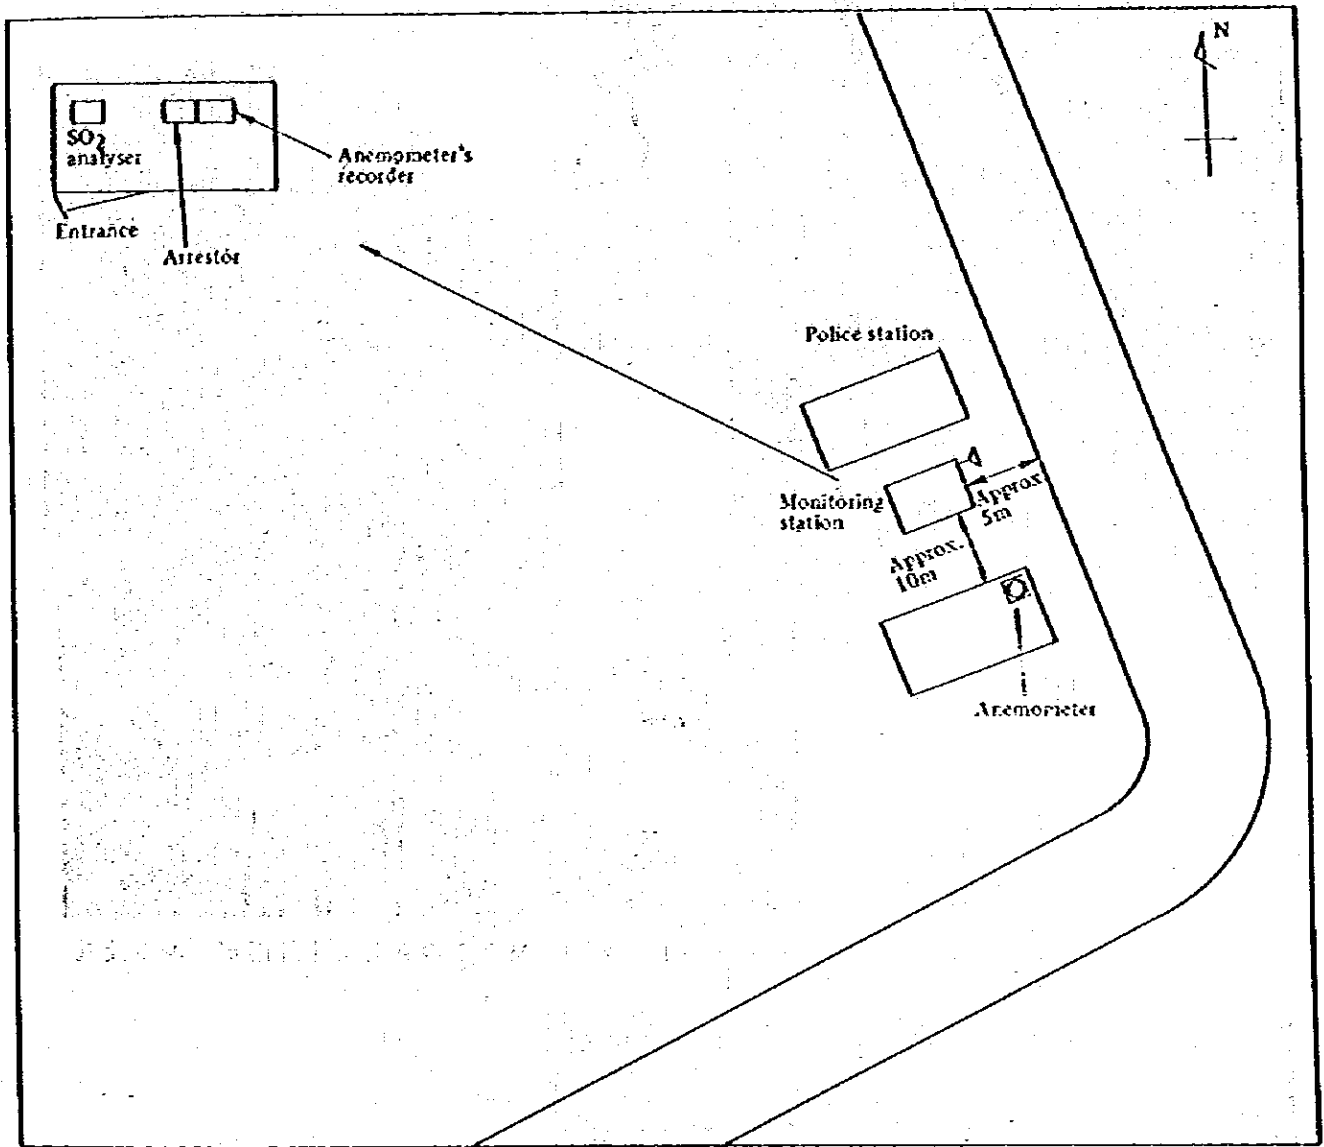 N
SO2
analyser
Anemometer's
recorder
Entrance
Arrestor
Police station
Monitoring
station
Approx.
5m
Approx.
10m
Anemometer